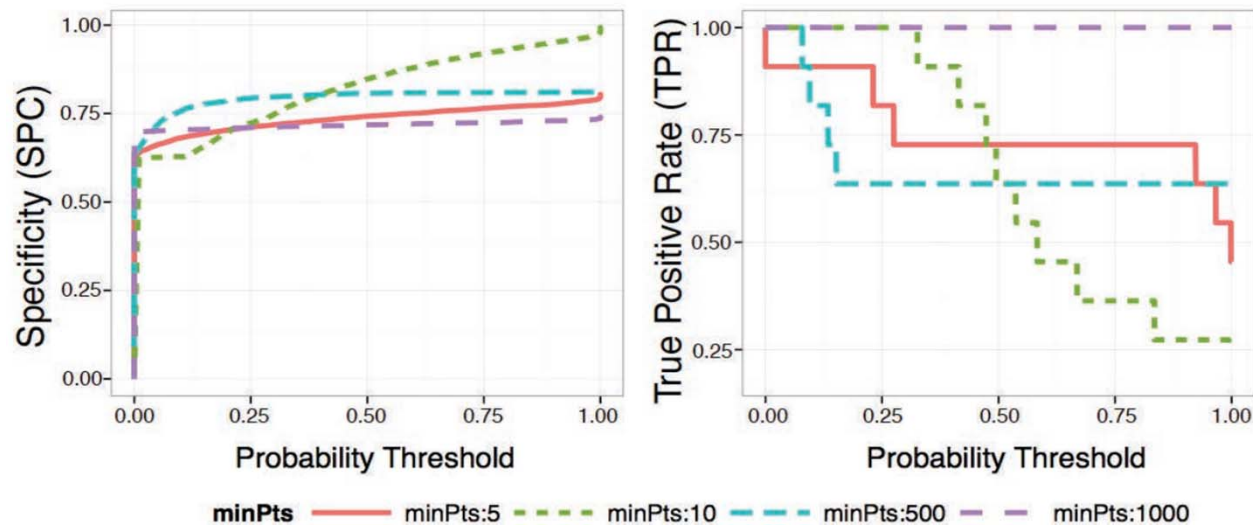 Specificity (SPC)
1.00
0.75
0.50
0.25
0.00
0.00 0.25 0.50 0.75 1.00
Probability Threshold
True Positive Rate (TPR)
1.00
0.75
0.50
0.25
0.00 0.25 0.50 0.75 1.00
Probability Threshold
minPts minPts:5 minPts:10 minPts:500 minPts:1000